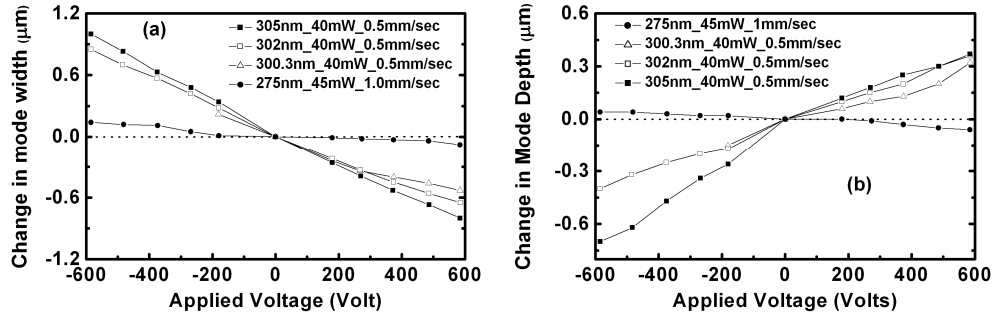 (a)
305nm_40mW_0.5mm/sec
302nm_40mW_0.5mm/sec
300.3nm_40mW_0.5mm/sec
275nm_45mW_1.0mm/sec
Change in mode width (μm)
1.2
0.6
0.0
-0.6
-1.2
-600 -400 -200 0 200 400 600
Applied Voltage (Volt)
275nm_45mW_1mm/sec
300.3nm_40mW_0.5mm/sec
302nm_40mW_0.5mm/sec
305nm_40mW_0.5mm/sec
(b)
Change in Mode Depth (μm)
0.6
0.3
0.0
-0.3
-0.6
-600 -400 -200 0 200 400 600
Applied Voltage (Volts)